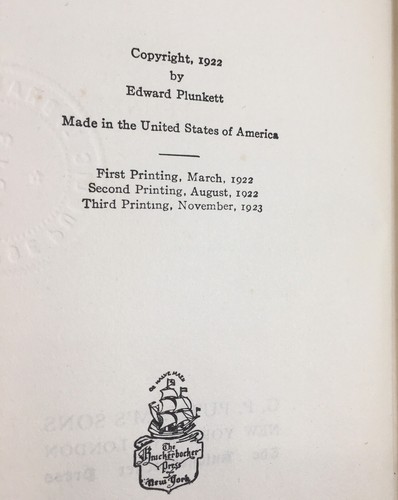 Copyright, 1922
by
Edward Plunkett
Made in the United States of America
First Printing, March, 1922
Second Printing, August, 1922
Third Printing, November, 1923
The
Knickerbocker
Press
New York